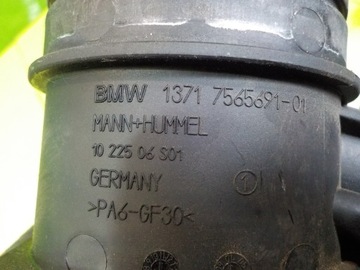 BMW 1371 7565691-01
MANN+HUMMEL
10 225 06 S01
GERMANY
>PA6-GF30<